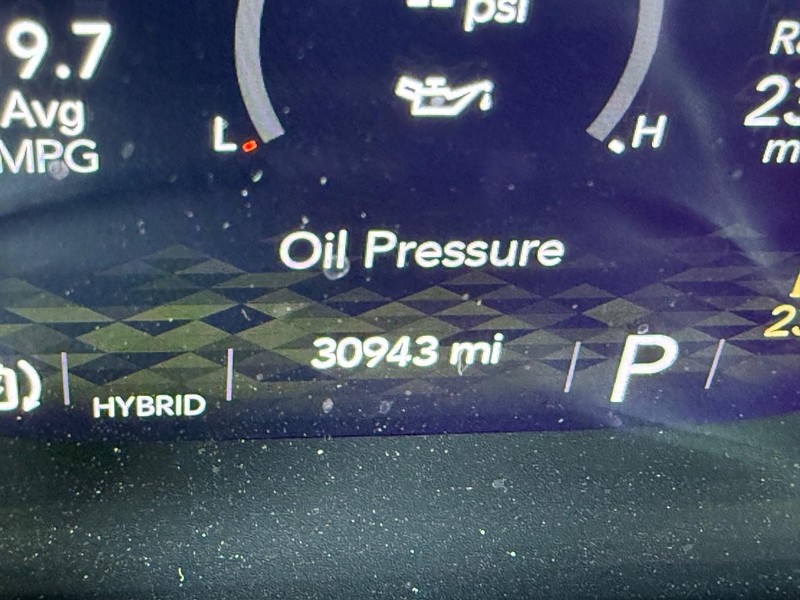 psi
9.7
Avg
MPG
L
H
Oil Pressure
30943 mi
P
HYBRID